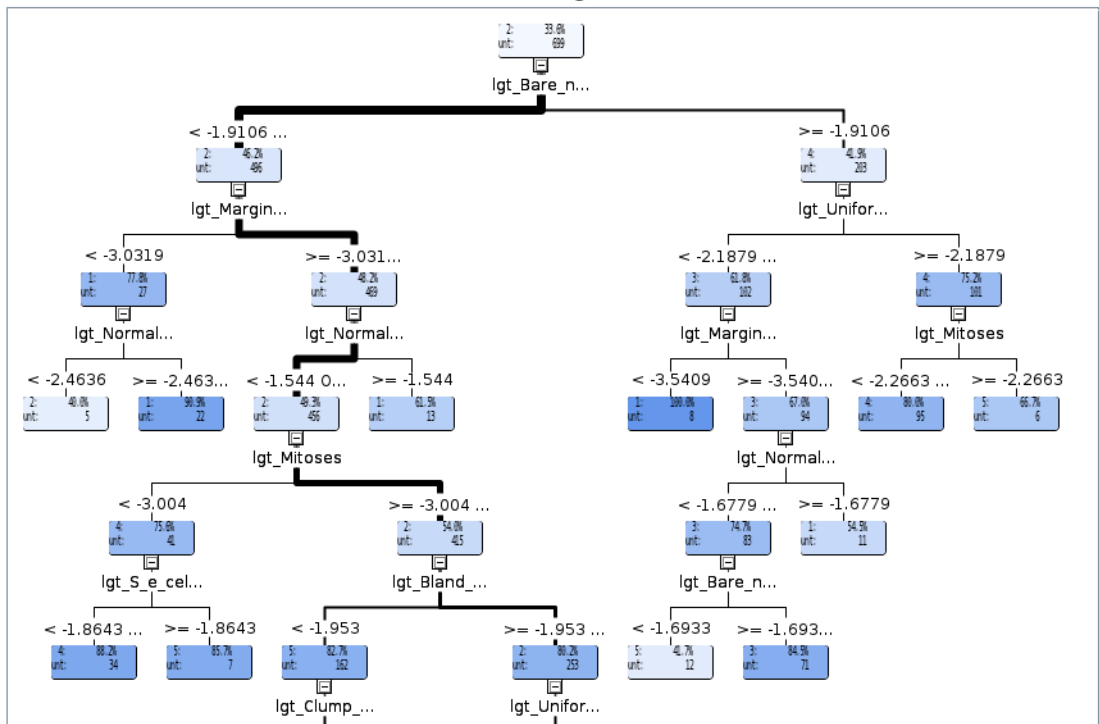 2: 33.6%
unt: 699
lgt_Bare_n...
< -1.9106 ...
>= -1.9106
2: 46.2%
unt: 496
4: 41.9%
unt: 203
lgt_Margin...
lgt_Unifor...
< -3.0319
>= -3.031...
< -2.1879 ...
>= -2.1879
1: 77.8%
unt: 27
2: 48.2%
unt: 469
3: 61.8%
unt: 102
4: 75.2%
unt: 101
lgt_Normal...
lgt_Normal...
lgt_Margin...
lgt_Mitoses
< -2.4636
>= -2.463...
< -1.544 0...
>= -1.544
< -3.5409
>= -3.540...
< -2.2663 ...
>= -2.2663
2: 40.0%
unt: 5
1: 90.9%
unt: 22
2: 49.3%
unt: 456
1: 61.5%
unt: 13
1: 100.0%
unt: 8
3: 67.0%
unt: 94
4: 80.0%
unt: 95
5: 66.7%
unt: 6
lgt_Mitoses
lgt_Normal...
< -3.004
>= -3.004 ...
< -1.6779 ...
>= -1.6779
4: 75.6%
unt: 41
2: 54.0%
unt: 415
3: 74.7%
unt: 83
1: 54.5%
unt: 11
lgt_S_e_cel...
lgt_Bland_...
lgt_Bare_n...
< -1.8643 ...
>= -1.8643
< -1.953
>= -1.953 ...
< -1.6933
>= -1.693...
4: 88.2%
unt: 34
5: 85.7%
unt: 7
5: 82.7%
unt: 162
2: 80.2%
unt: 253
5: 41.7%
unt: 12
3: 84.5%
unt: 71
lgt_Clump_...
lgt_Unifor...